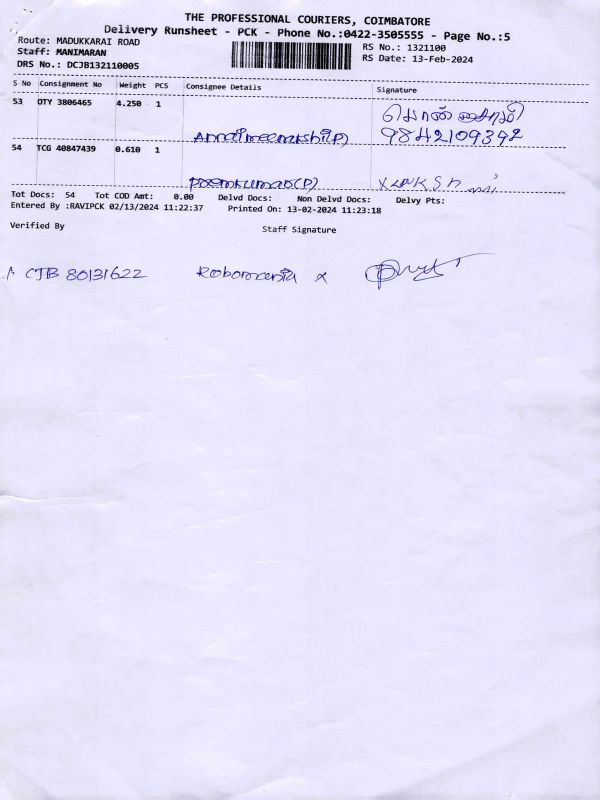 THE PROFESSIONAL COURIERS, COIMBATORE
Delivery Runsheet - PCK - Phone No.:0422-3505555 - Page No.:5
Route: MADUKKARAI ROAD
RS No.: 1321100
Staff: MANIMARAN
RS Date: 13-Feb-2024
DRS No.: DCJB132110005
S No Consignment No Weight PCS Consignee Details Signature
53 OTY 3806465 4.250 1
9842109392
54 TCG 40847439 0.610 1
Tot Docs: 54 Tot COD Amt: 0.00 Delvd Docs: Non Delvd Docs: Delvy Pts:
Entered By :RAVIPCK 02/13/2024 11:22:37 Printed On: 13-02-2024 11:23:18
Verified By Staff Signature
CJB 80131622 Robomania x